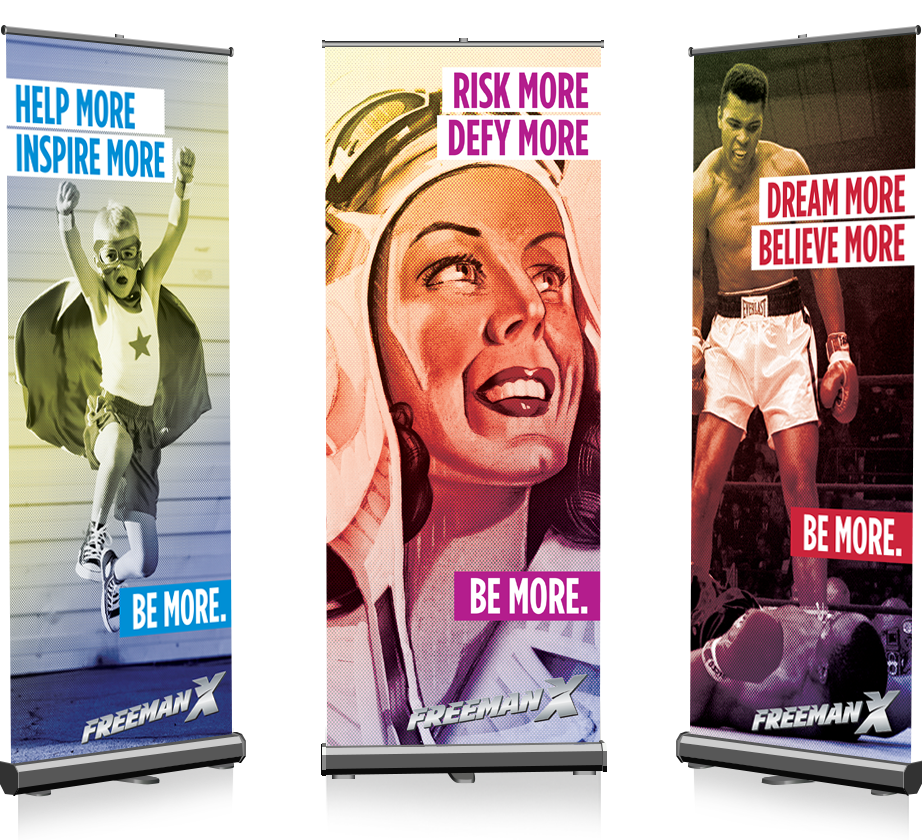 HELP MORE
INSPIRE MORE
BE MORE.
FREEMAN X
RISK MORE
DEFY MORE
BE MORE.
FREEMAN X
EVERLAST
DREAM MORE
BELIEVE MORE
BE MORE.
FREEMAN X